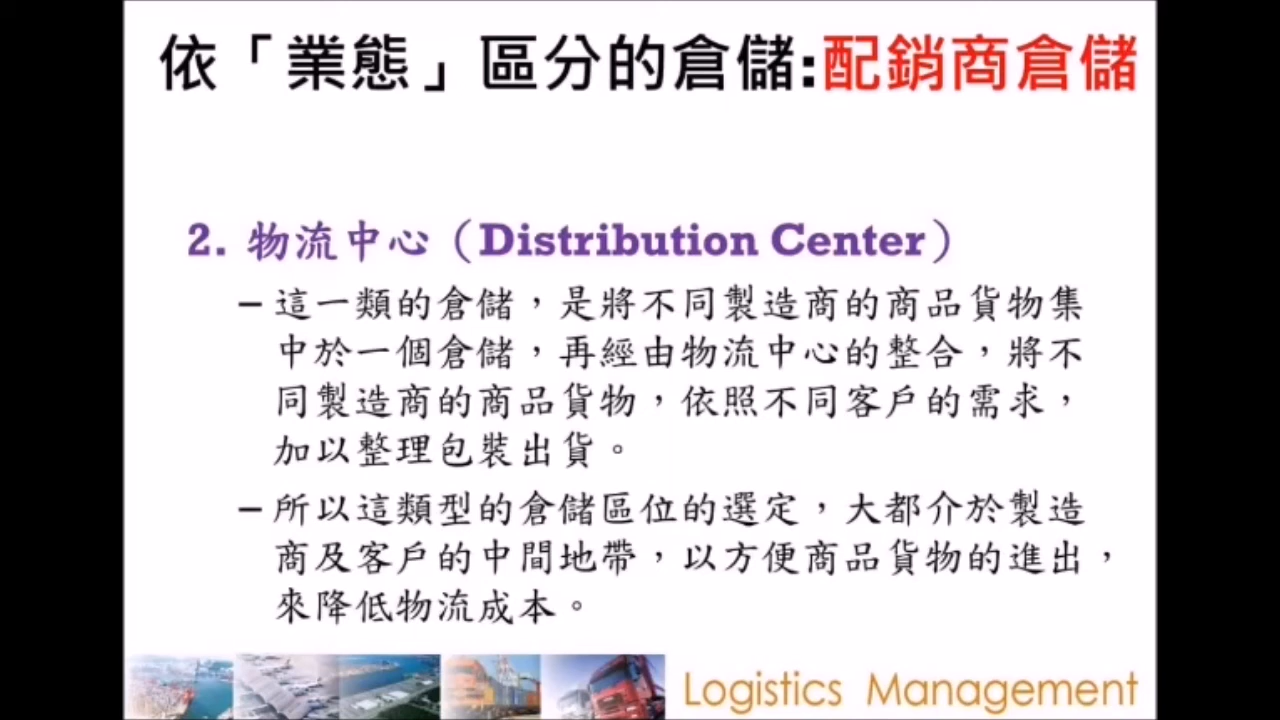 依「業態」區分的倉儲:配銷商倉儲
2. 物流中心（Distribution Center）
– 這一類的倉儲，是將不同製造商的商品貨物集
中於一個倉儲，再經由物流中心的整合，將不
同製造商的商品貨物，依照不同客戶的需求，
加以整理包裝出貨。
– 所以這類型的倉儲區位的選定，大都介於製造
商及客戶的中間地帶，以方便商品貨物的進出，
來降低物流成本。
Logistics Management